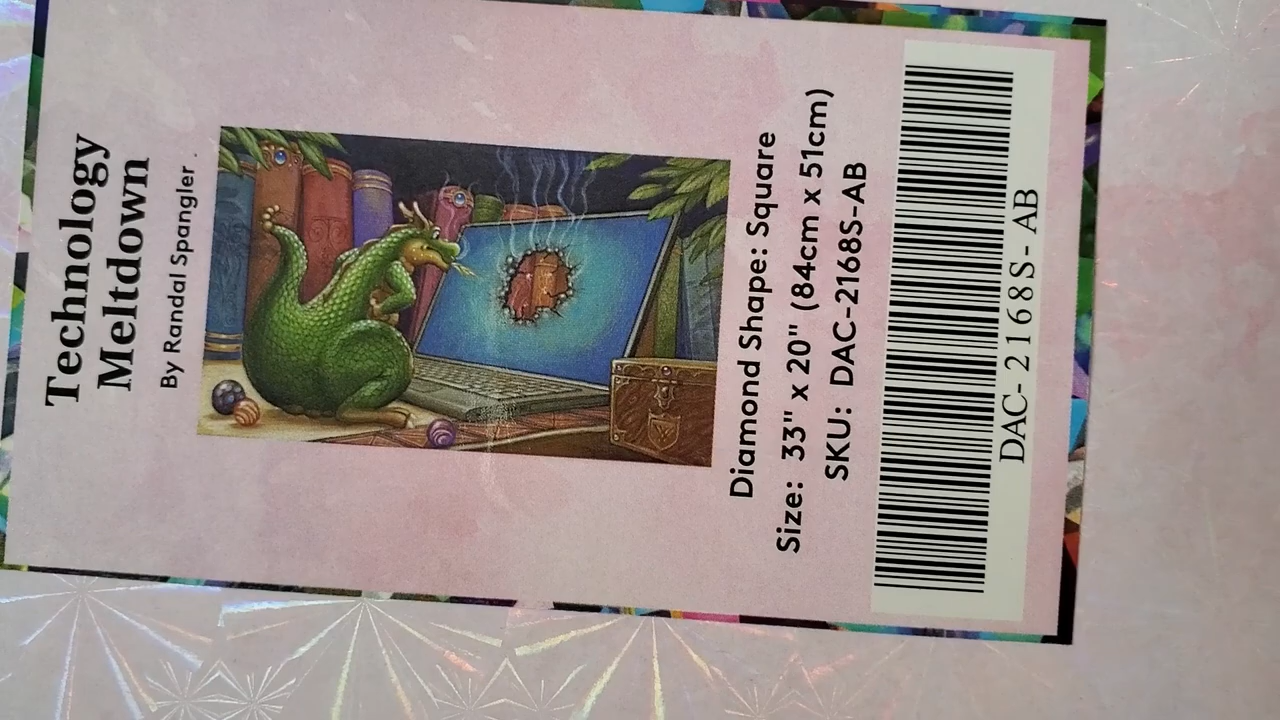 Technology
Meltdown
By Randal Spangler
Diamond Shape: Square
Size: 33" x 20" (84cm x 51cm)
SKU: DAC-2168S-AB
DAC-2168S-AB